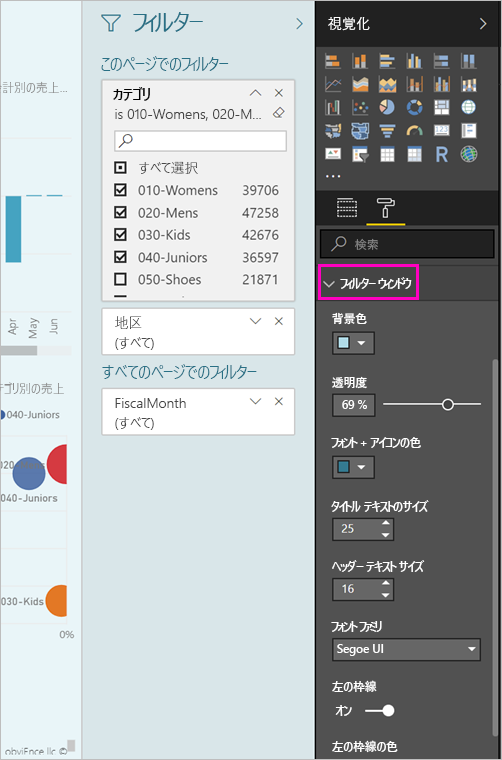 計別の売上...
Apr
May
Jun
テゴリ別の売上
040-Juniors
020-
040-Juniors
030-Kids
0%
obviEnce llc ©
フィルター
このページでのフィルター
カテゴリ
is 010-Womens, 020-M...
すべて選択
010-Womens 39706
020-Mens 47258
030-Kids 42676
040-Juniors 36597
050-Shoes 21871
地区
(すべて)
すべてのページでのフィルター
FiscalMonth
(すべて)
視覚化
R
...
検索
フィルター ウィンドウ
背景色
透明度
69 %
フォント + アイコンの色
タイトル テキストのサイズ
25
ヘッダー テキスト サイズ
16
フォント ファミリ
Segoe UI
左の枠線
オン
左の枠線の色